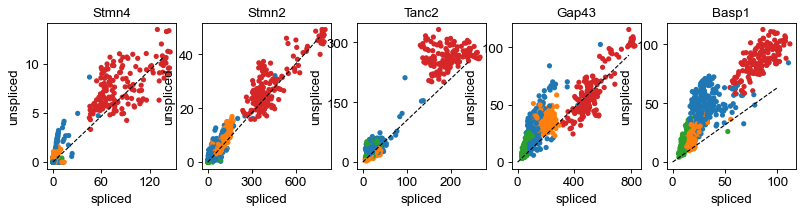 Stmn4
Stmn2
Tanc2
Gap43
Basp1
unspliced
10
5
0
0
60
120
spliced
unspliced
40
20
0
0
300
600
spliced
unspliced
300
150
0
0
100
200
spliced
unspliced
100
50
0
0
400
800
spliced
unspliced
100
50
0
0
50
100
spliced